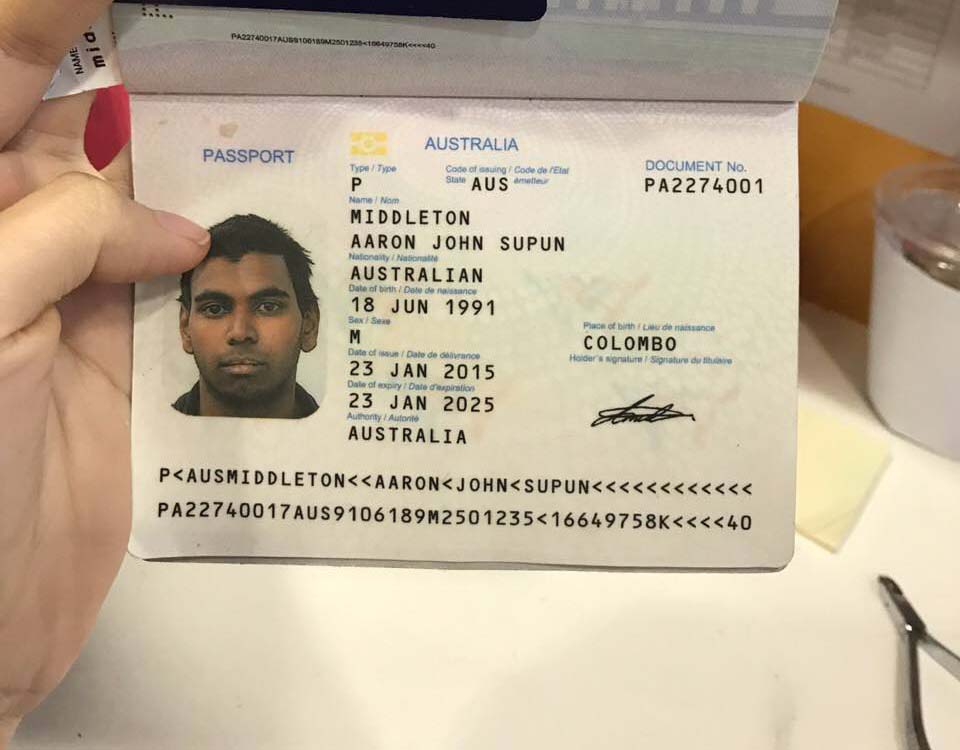 NAME
mid
PA22740017AUS9106189M2501235<16649758K<<<<40
PASSPORT
AUSTRALIA
Type / Type
Code of issuing / Code de l'Etat
State émetteur
DOCUMENT No.
P
AUS
PA2274001
Name / Nom
MIDDLETON
AARON JOHN SUPUN
Nationality / Nationalité
AUSTRALIAN
Date of birth / Date de naissance
18 JUN 1991
Sex / Sexe
M
Place of birth / Lieu de naissance
COLOMBO
Date of issue / Date de délivrance
23 JAN 2015
Holder's signature / Signature du titulaire
Date of expiry / Date d'expiration
23 JAN 2025
Authority / Autorité
AUSTRALIA
P<AUSMIDDLETON<<AARON<JOHN<SUPUN<<<<<<<<<<<<
PA22740017AUS9106189M2501235<16649758K<<<<40